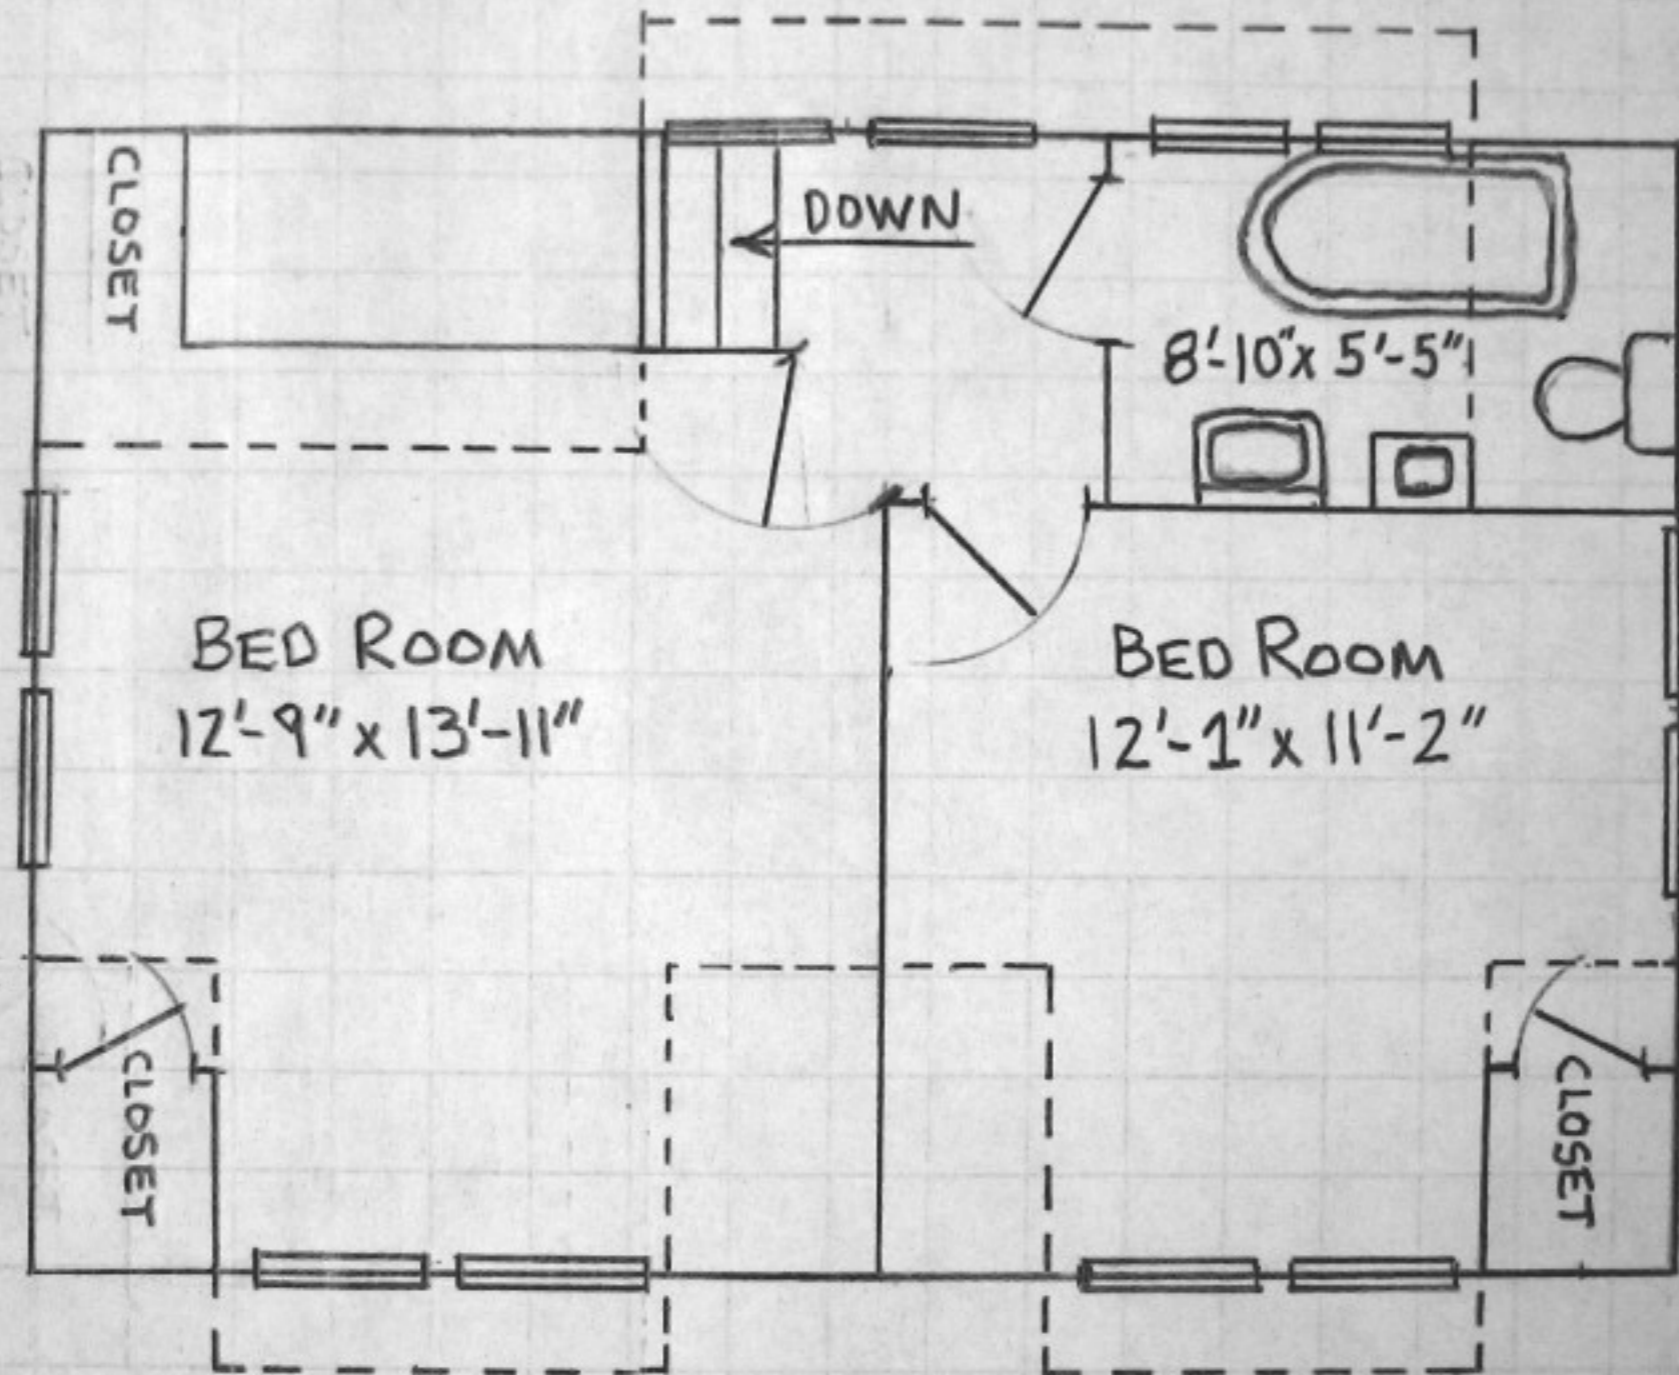 CLOSET
DOWN
8'-10" x 5'-5"
BED ROOM
12'-9" x 13'-11"
BED ROOM
12'-1" x 11'-2"
CLOSET
CLOSET